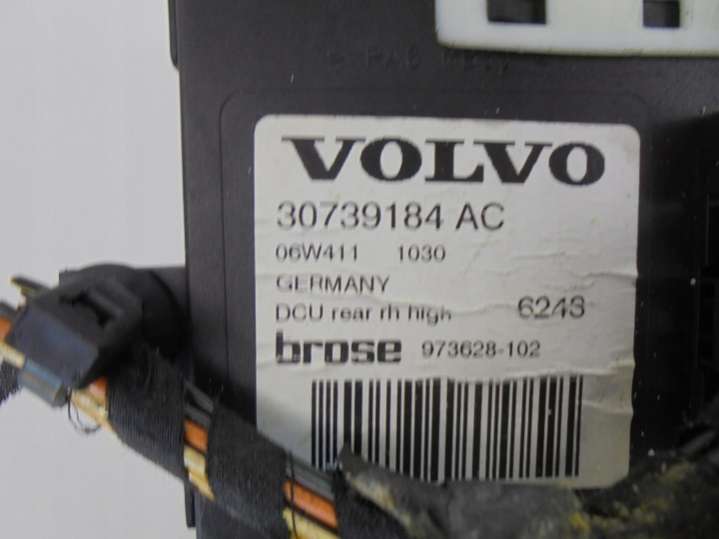 VOLVO
30739184 AC
06W411 1030
GERMANY
DCU rear rh high 6243
brose 973628-102